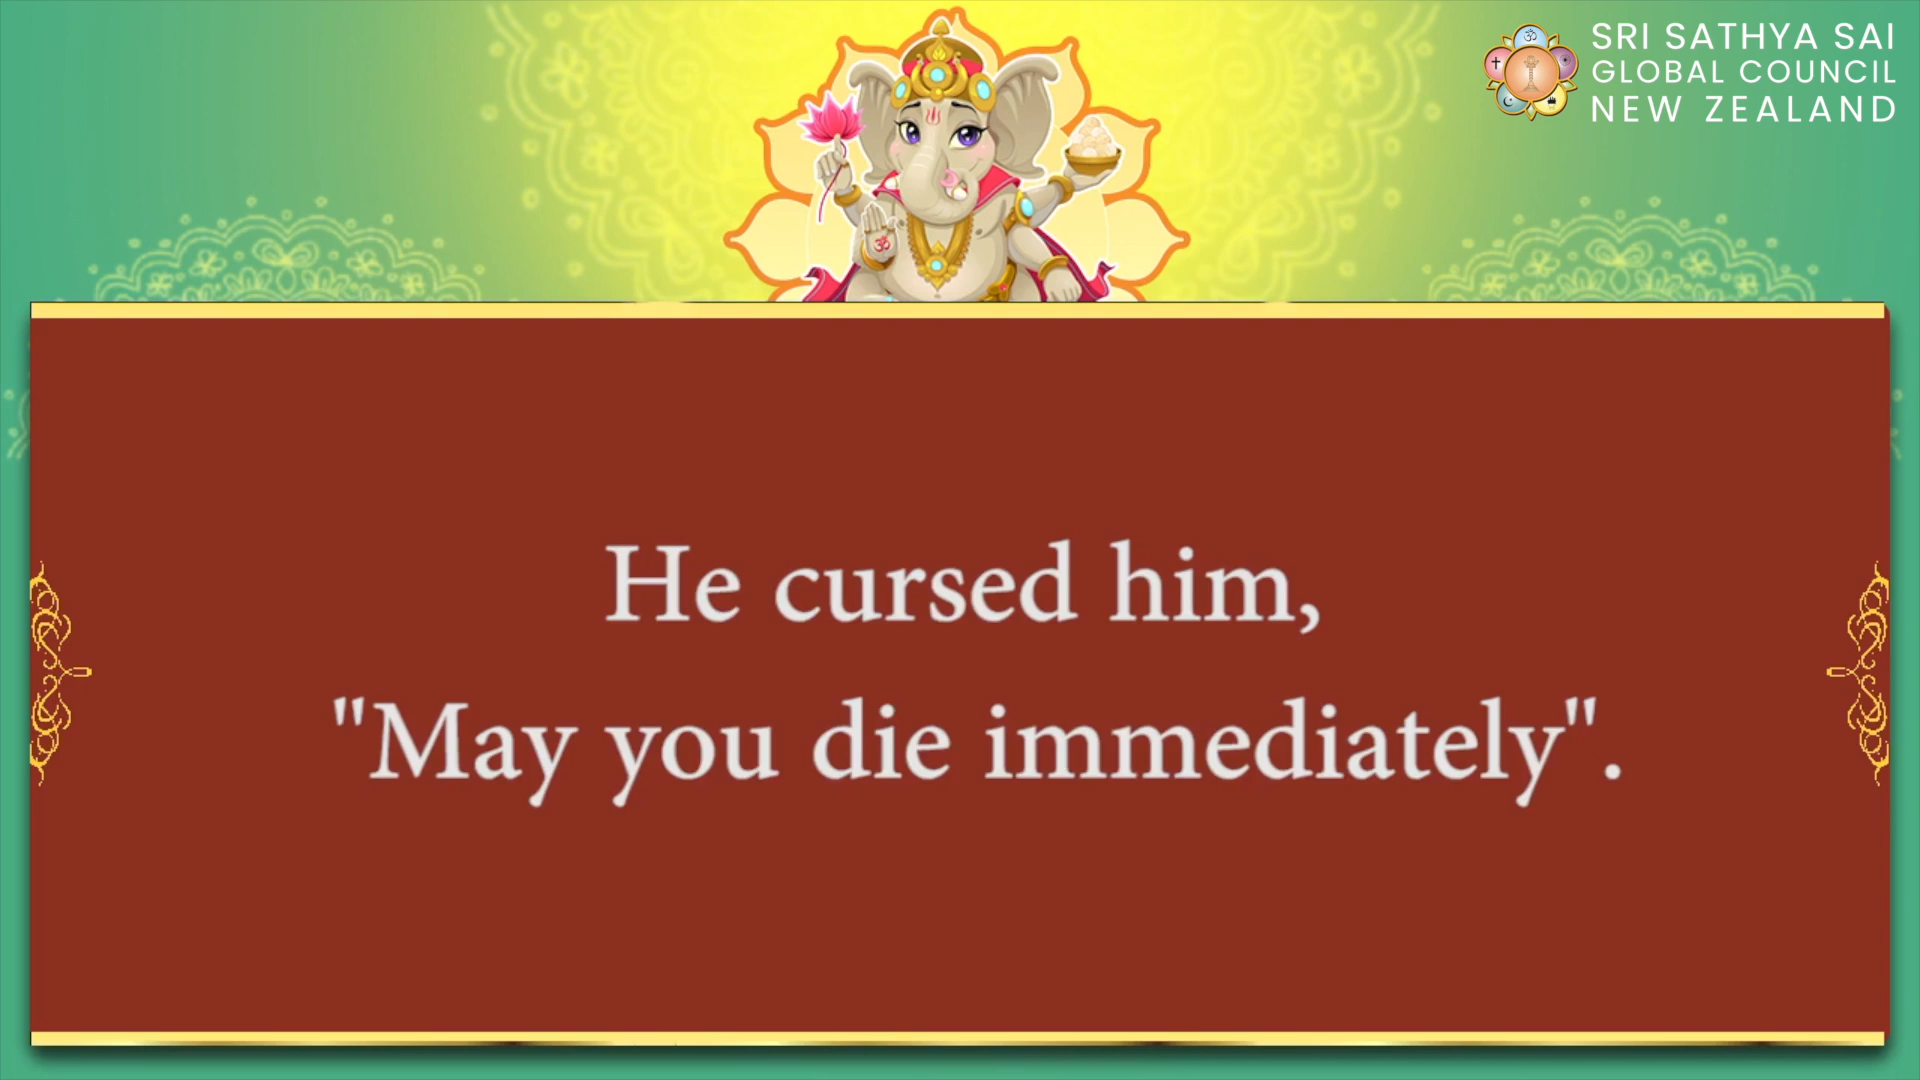 SRI SATHYA SAI
GLOBAL COUNCIL
NEW ZEALAND
ॐ
ॐ
He cursed him,
"May you die immediately".